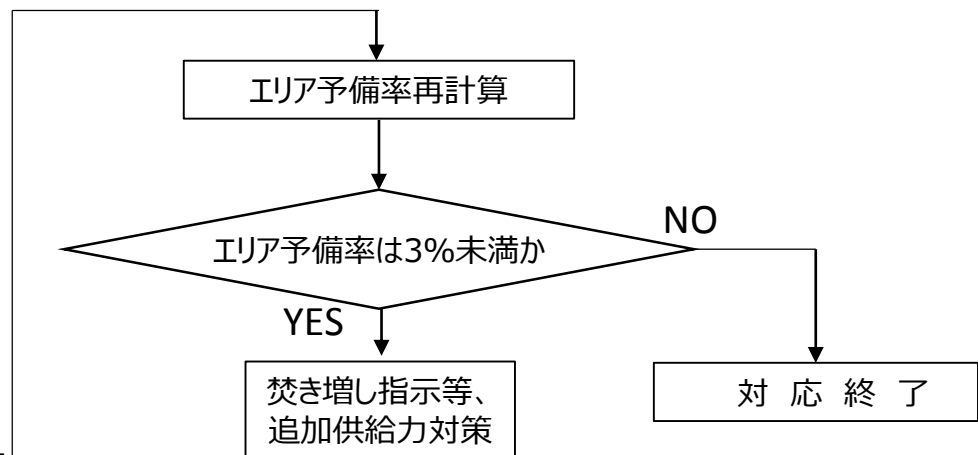 エリア予備率再計算
エリア予備率は3%未満か
NO
YES
焚き増し指示等、
追加供給力対策
対 応 終 了